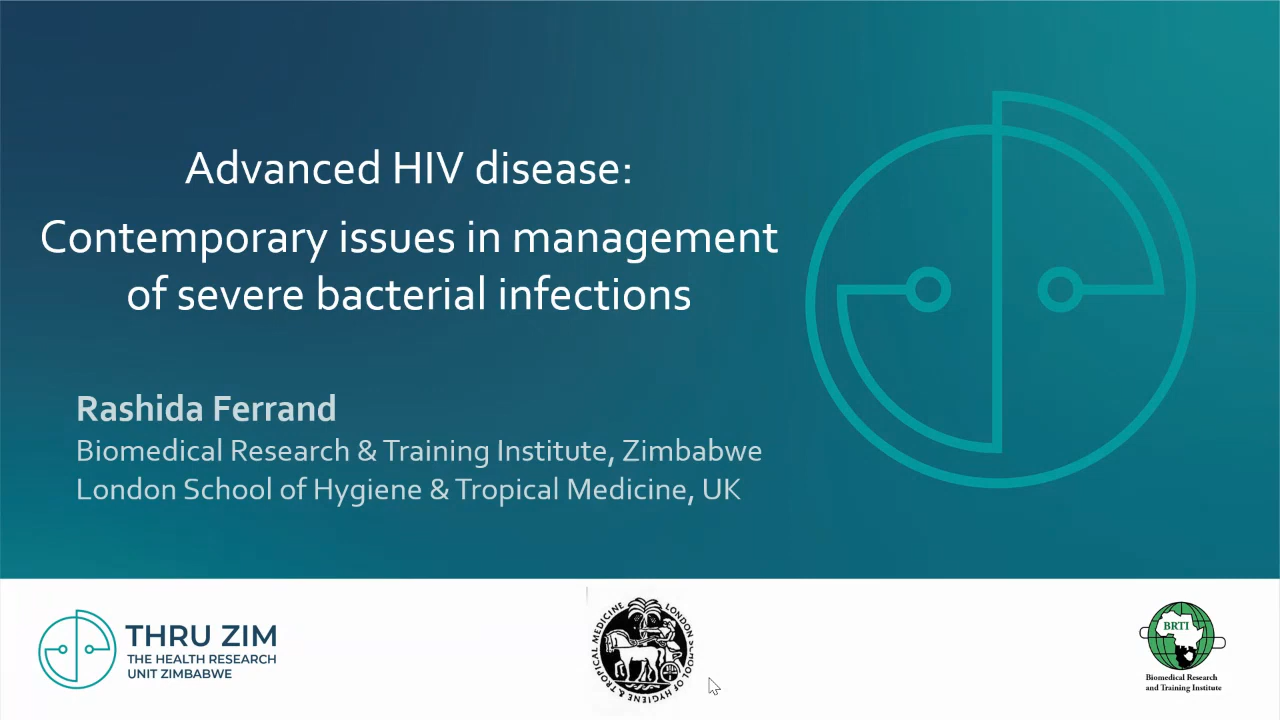 Advanced HIV disease:
Contemporary issues in management
of severe bacterial infections
Rashida Ferrand
Biomedical Research & Training Institute, Zimbabwe
London School of Hygiene & Tropical Medicine, UK
THRU ZIM
THE HEALTH RESEARCH
UNIT ZIMBABWE
LONDON SCHOOL OF HYGIENE & TROPICAL MEDICINE
BRTI
Biomedical Research
and Training Institute